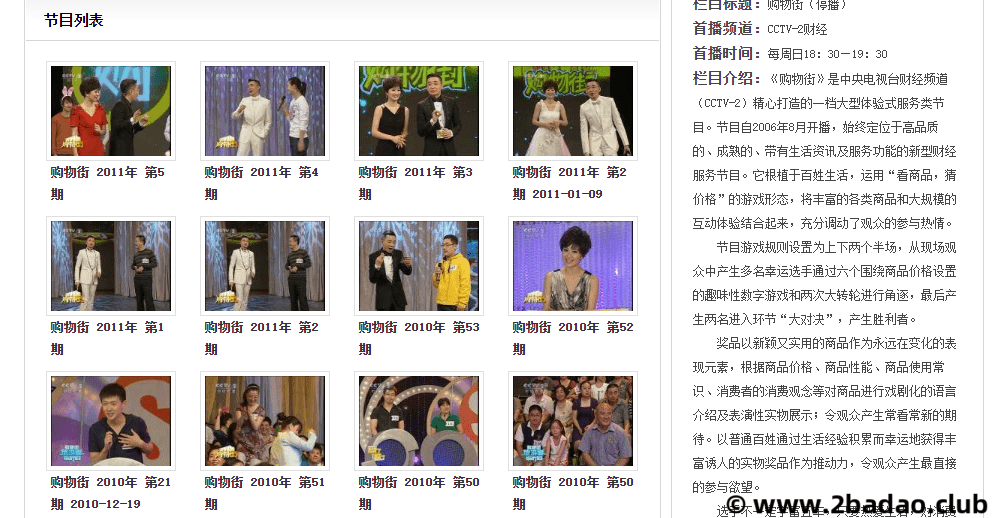 节目列表
购物街 2011年 第5
期
购物街 2011年 第4
期
购物街 2011年 第3
期
购物街 2011年 第2
期 2011-01-09
购物街 2011年 第1
期
购物街 2011年 第2
期
购物街 2010年 第53
期
购物街 2010年 第52
期
购物街 2010年 第21
期 2010-12-19
购物街 2010年 第51
期
购物街 2010年 第50
期
购物街 2010年 第50
期
栏目标题：购物街（停播）
首播频道：CCTV-2财经
首播时间：每周日18：30－19：30
栏目介绍：《购物街》是中央电视台财经频道
（CCTV-2）精心打造的一档大型体验式服务类节
目。节目自2006年8月开播，始终定位于高品质
的、成熟的、带有生活资讯及服务功能的新型财经
服务节目。它根植于百姓生活，运用“看商品，猜
价格”的游戏形态，将丰富的各类商品和大规模的
互动体验结合起来，充分调动了观众的参与热情。
节目游戏规则设置为上下两个半场，从现场观
众中产生多名幸运选手通过六个围绕商品价格设置
的趣味性数字游戏和两次大转轮进行角逐，最后产
生两名进入环节“大对决”，产生胜利者。
奖品以新颖又实用的商品作为永远在变化的表
现元素，根据商品价格、商品性能、商品使用常
识、消费者的消费观念等对商品进行戏剧化的语言
介绍及表演性实物展示；令观众产生常看常新的期
待。以普通百姓通过生活经验积累而幸运地获得丰
富诱人的实物奖品作为推动力，令观众产生最直接
的参与欲望。
© www.2badao.club